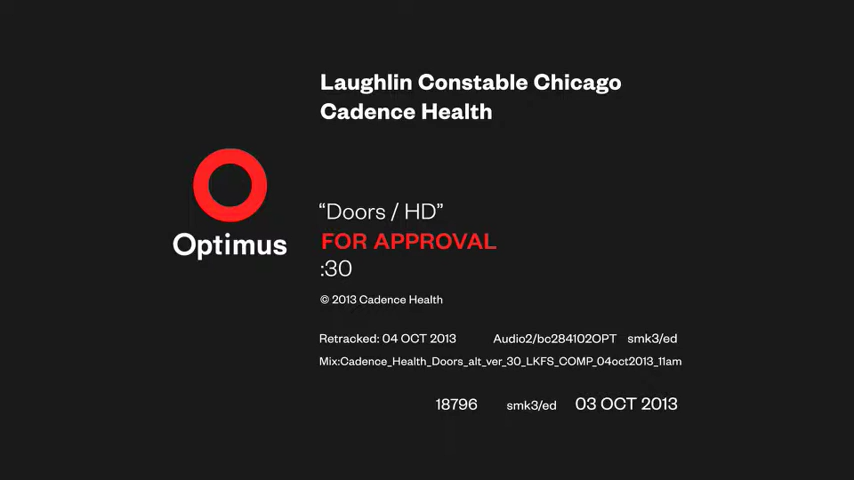 Laughlin Constable Chicago
Cadence Health
Optimus
“Doors / HD”
FOR APPROVAL
:30
© 2013 Cadence Health
Retracked: 04 OCT 2013 Audio2/bc284102OPT smk3/ed
Mix:Cadence_Health_Doors_alt_ver_30_LKFS_COMP_04oct2013_11am
18796 smk3/ed 03 OCT 2013